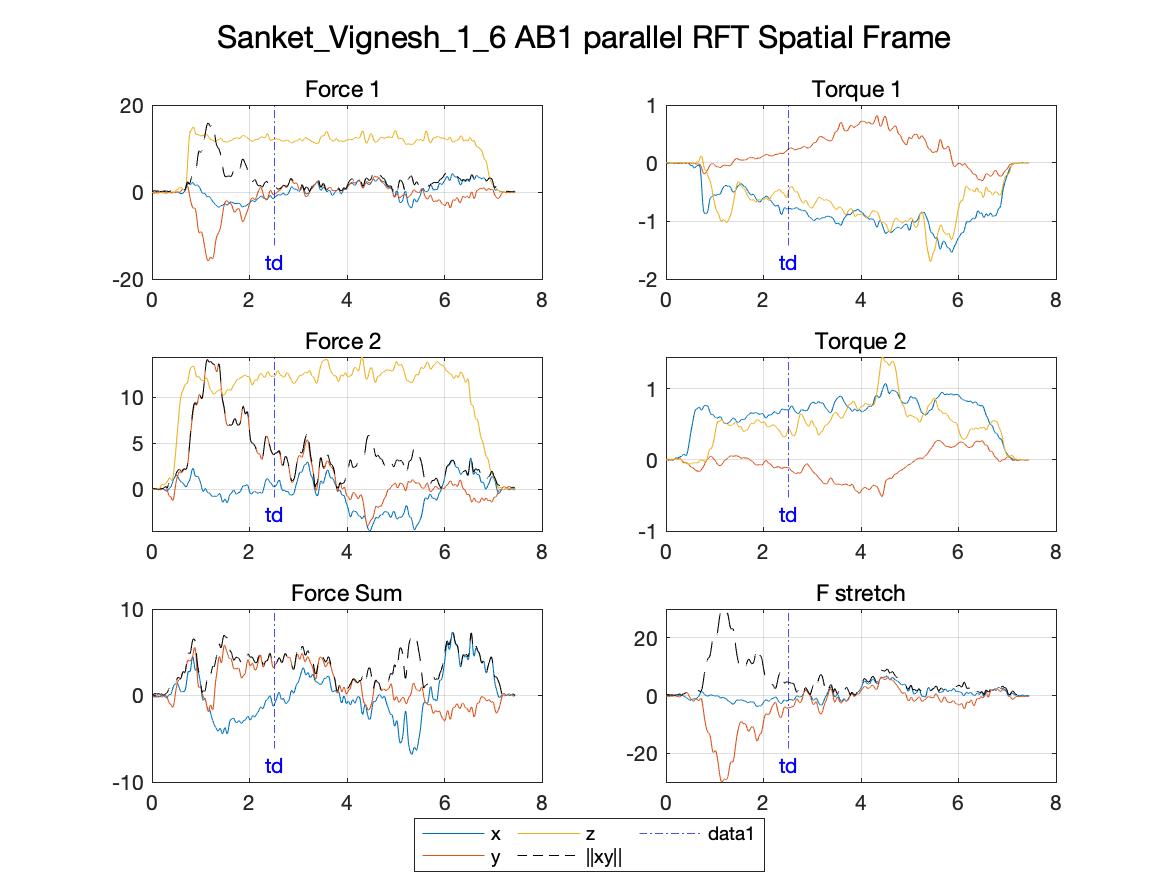 Sanket_Vignesh_1_6 AB1 parallel RFT Spatial Frame
Force 1
20
0
-20
0 2 4 6 8
td
Torque 1
1
0
-1
-2
0 2 4 6 8
td
Force 2
10
5
0
0 2 4 6 8
td
Torque 2
1
0
-1
0 2 4 6 8
td
Force Sum
10
0
-10
0 2 4 6 8
td
F stretch
20
0
-20
0 2 4 6 8
td
x z data1
y ||xy||